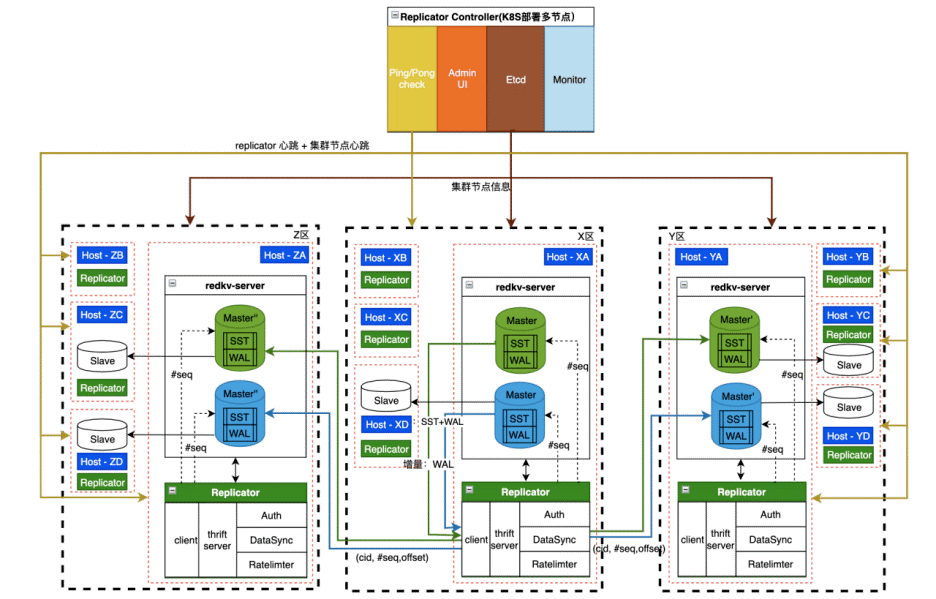 Replicator Controller(K8S部署多节点)
Ping/Pong
check
Admin
UI
Etcd
Monitor
replicator 心跳 + 集群节点心跳
集群节点信息
Z区
Host - ZB
Replicator
Host - ZC
Slave
Replicator
Slave
Host - ZD
Replicator
Host - ZA
redkv-server
Master"
SST
WAL
#seq
Master"
SST
WAL
#seq
Replicator
client
thrift
server
Auth
DataSync
Ratelimter
(cid, #seq,offset)
X区
Host - XB
Replicator
Host - XC
Replicator
Slave
Host - XD
Replicator
Host - XA
redkv-server
Master
SST
WAL
#seq
Master
SST
WAL
#seq
: SST+WAL
增量: WAL
Replicator
client
thrift
server
Auth
DataSync
Ratelimter
(cid, #seq,offset)
Y区
Host - YA
redkv-server
Master'
SST
WAL
#seq
Master'
SST
WAL
#seq
Replicator
client
thrift
server
Auth
DataSync
Ratelimter
Host - YB
Replicator
Host - YC
Replicator
Slave
Slave
Host - YD
Replicator